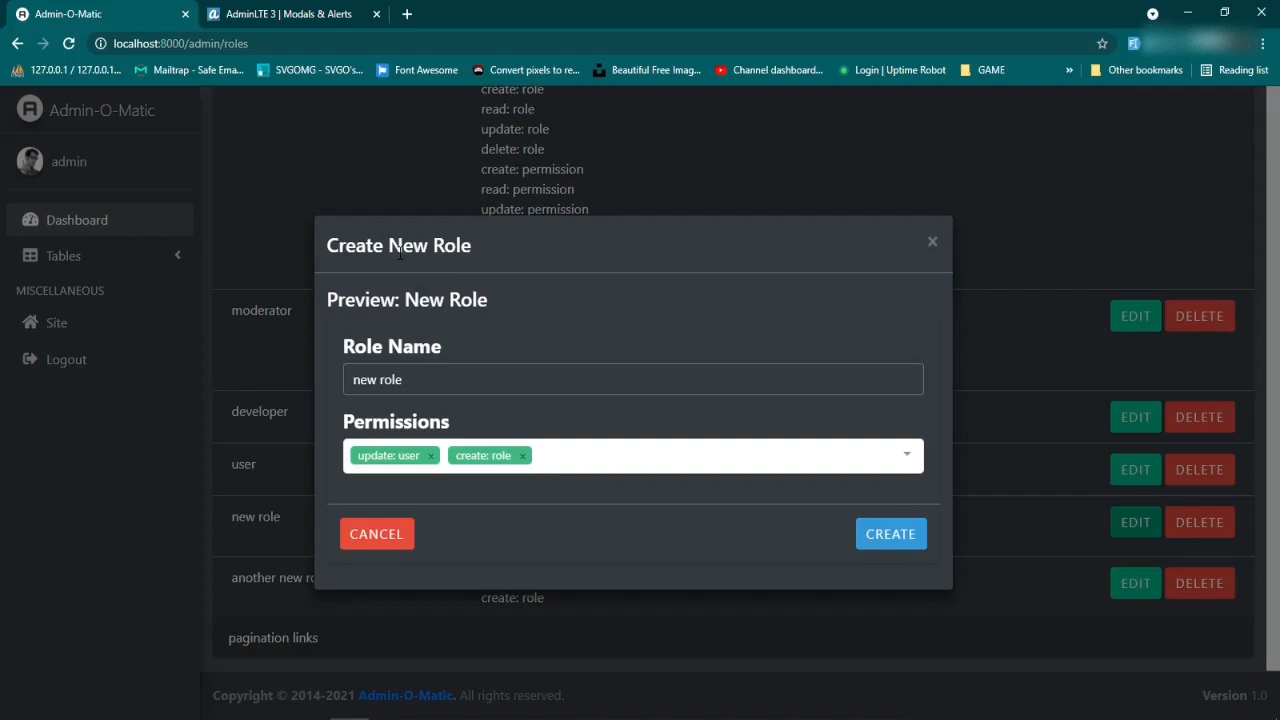 Admin-O-Matic
AdminLTE 3 | Modals & Alerts
localhost:8000/admin/roles
127.0.0.1 / 127.0.0.1...
Mailtrap - Safe Ema...
SVGOMG - SVGO's...
Font Awesome
Convert pixels to re...
Beautiful Free Imag...
Channel dashboard...
Login | Uptime Robot
GAME
»
Other bookmarks
Reading list
Admin-O-Matic
admin
Dashboard
Tables
MISCELLANEOUS
Site
Logout
create: role
read: role
update: role
delete: role
create: permission
read: permission
update: permission
Create New Role
×
Preview: New Role
Role Name
new role
Permissions
update: user ×
create: role ×
CANCEL
CREATE
moderator
EDIT DELETE
developer
EDIT DELETE
user
EDIT DELETE
new role
EDIT DELETE
another new ro
create: role
EDIT DELETE
pagination links
Copyright © 2014-2021 Admin-O-Matic. All rights reserved.
Version 1.0